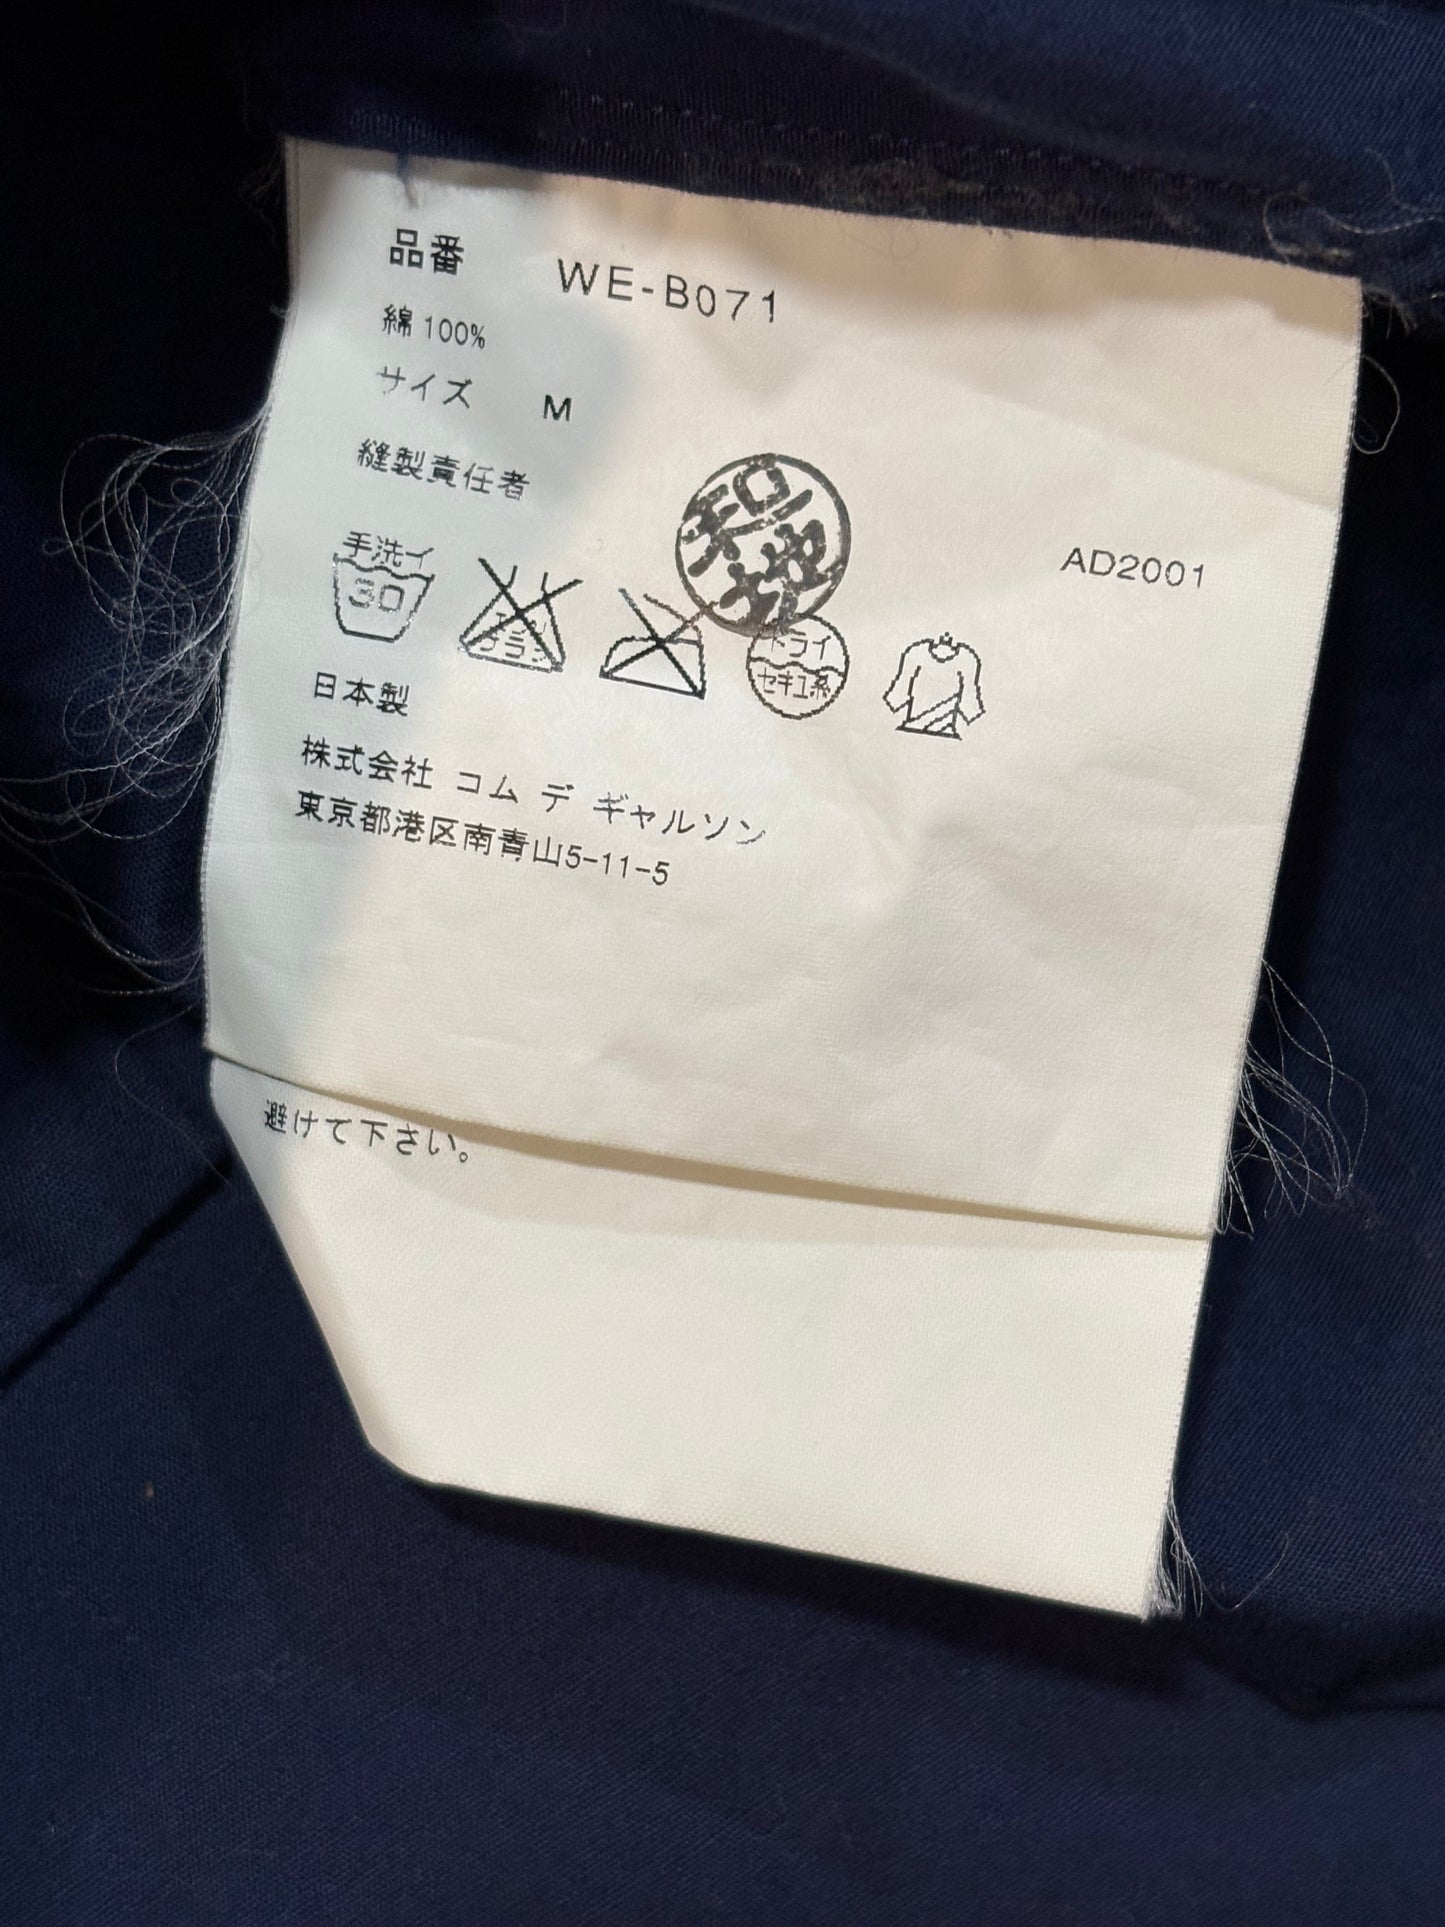 品番 WE-B071
綿 100%
サイズ M
縫製責任者
AD2001
手洗イ
30
ドライ
セキユ系
日本製
株式会社 コム デ ギャルソン
東京都港区南青山5-11-5
避けて下さい。